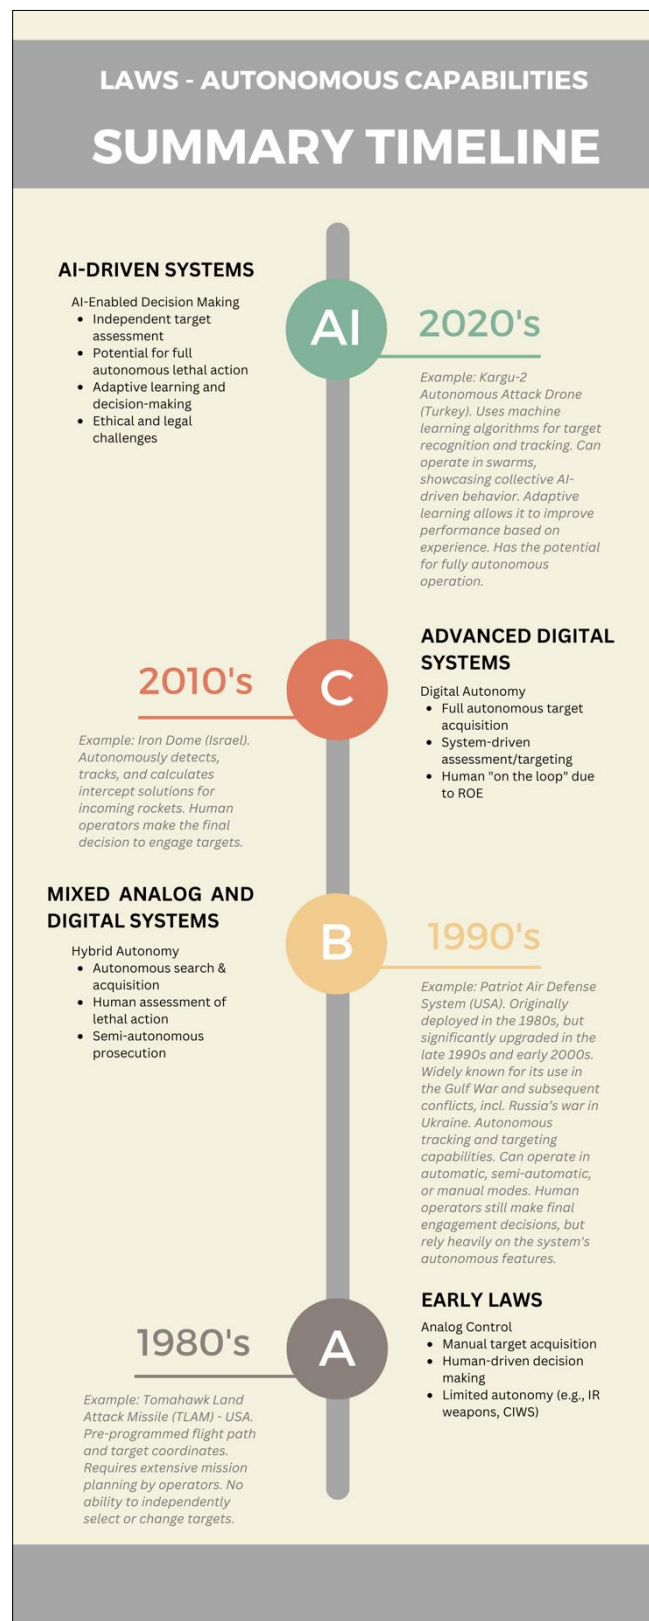 LAWS - AUTONOMOUS CAPABILITIES
SUMMARY TIMELINE
AI-DRIVEN SYSTEMS
AI-Enabled Decision Making
• Independent target
assessment
• Potential for full
autonomous lethal action
• Adaptive learning and
decision-making
• Ethical and legal
challenges
AI
2020's
Example: Kargu-2
Autonomous Attack Drone
(Turkey). Uses machine
learning algorithms for target
recognition and tracking. Can
operate in swarms,
showcasing collective AI-
driven behavior. Adaptive
learning allows it to improve
performance based on
experience. Has the potential
for fully autonomous
operation.
2010's
Example: Iron Dome (Israel).
Autonomously detects,
tracks, and calculates
intercept solutions for
incoming rockets. Human
operators make the final
decision to engage targets.
C
ADVANCED DIGITAL
SYSTEMS
Digital Autonomy
• Full autonomous target
acquisition
• System-driven
assessment/targeting
• Human "on the loop" due
to ROE
MIXED ANALOG AND
DIGITAL SYSTEMS
Hybrid Autonomy
• Autonomous search &
acquisition
• Human assessment of
lethal action
• Semi-autonomous
prosecution
B
1990's
Example: Patriot Air Defense
System (USA). Originally
deployed in the 1980s, but
significantly upgraded in the
late 1990s and early 2000s.
Widely known for its use in
the Gulf War and subsequent
conflicts, incl. Russia's war in
Ukraine. Autonomous
tracking and targeting
capabilities. Can operate in
automatic, semi-automatic,
or manual modes. Human
operators still make final
engagement decisions, but
rely heavily on the system's
autonomous features.
1980's
Example: Tomahawk Land
Attack Missile (TLAM) - USA.
Pre-programmed flight path
and target coordinates.
Requires extensive mission
planning by operators. No
ability to independently
select or change targets.
A
EARLY LAWS
Analog Control
• Manual target acquisition
• Human-driven decision
making
• Limited autonomy (e.g., IR
weapons, CIWS)